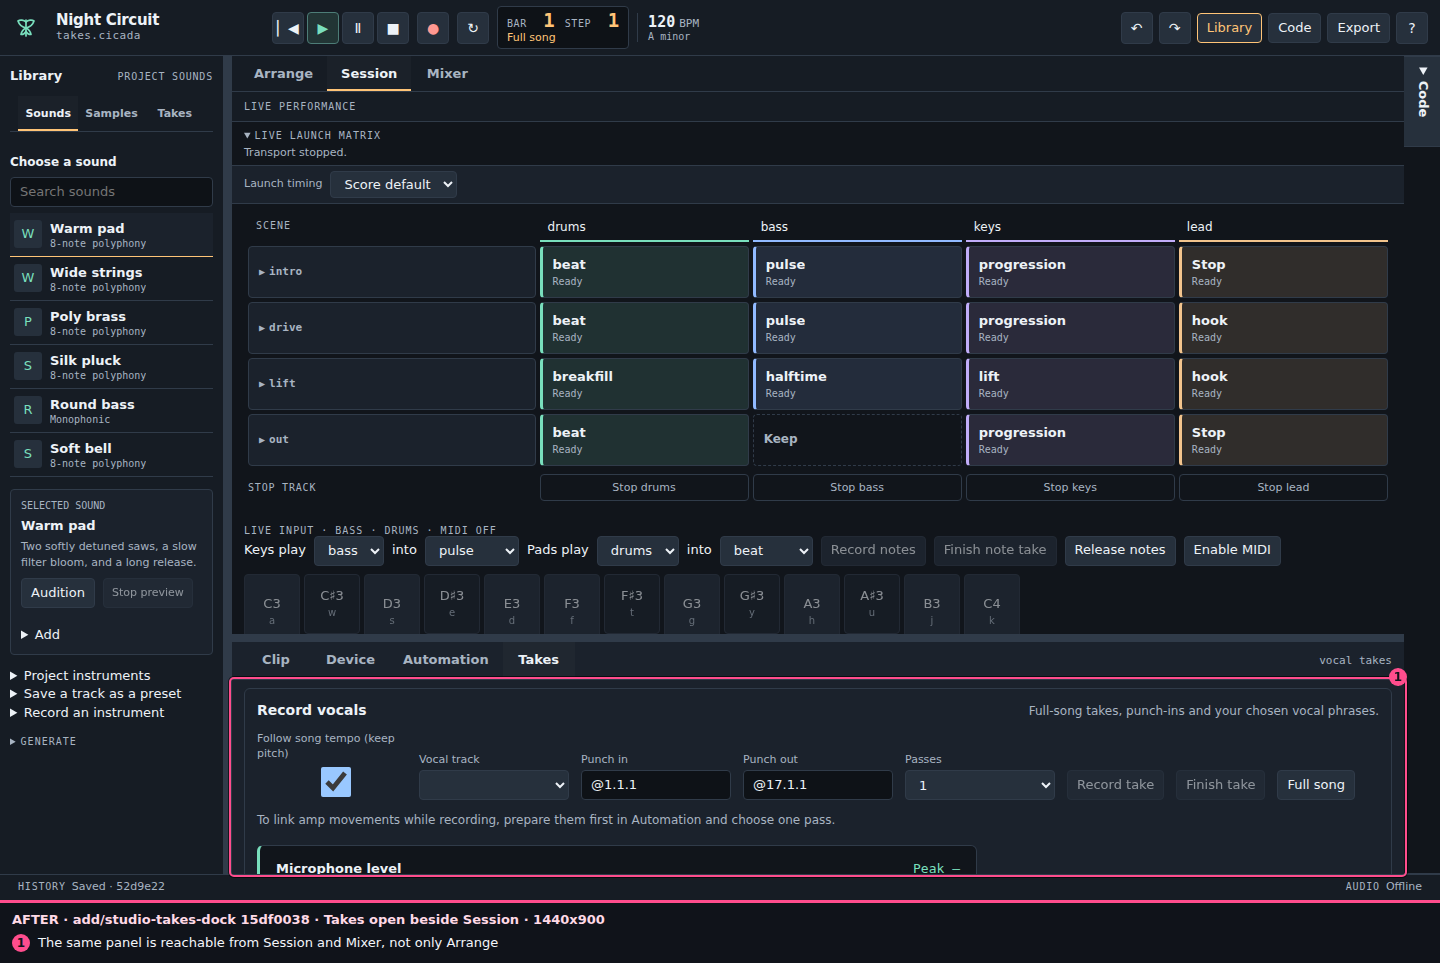 Night Circuit
takes.cicada
BAR 1 STEP 1
Full song
120 BPM
A minor
Library
Code
Export
?
Library PROJECT SOUNDS
Sounds Samples Takes
Choose a sound
Search sounds
W Warm pad
8-note polyphony
W Wide strings
8-note polyphony
P Poly brass
8-note polyphony
S Silk pluck
8-note polyphony
R Round bass
Monophonic
S Soft bell
8-note polyphony
SELECTED SOUND
Warm pad
Two softly detuned saws, a slow
filter bloom, and a long release.
Audition Stop preview
▶ Add
▶ Project instruments
▶ Save a track as a preset
▶ Record an instrument
▶ GENERATE
Arrange Session Mixer
LIVE PERFORMANCE
▼ LIVE LAUNCH MATRIX
Transport stopped.
Launch timing Score default
SCENE drums bass keys lead
▶ intro
beat
Ready
pulse
Ready
progression
Ready
Stop
Ready
▶ drive
beat
Ready
pulse
Ready
progression
Ready
hook
Ready
▶ lift
breakfill
Ready
halftime
Ready
lift
Ready
hook
Ready
▶ out
beat
Ready
Keep
progression
Ready
Stop
Ready
STOP TRACK Stop drums Stop bass Stop keys Stop lead
LIVE INPUT · BASS · DRUMS · MIDI OFF
Keys play bass into pulse Pads play drums into beat Record notes Finish note take Release notes Enable MIDI
C3 C♯3 D3 D♯3 E3 F3 F♯3 G3 G♯3 A3 A♯3 B3 C4
a w s e d f t g y h u j k
Clip Device Automation Takes vocal takes
1
Record vocals Full-song takes, punch-ins and your chosen vocal phrases.
Follow song tempo (keep
pitch)
Vocal track Punch in Punch out Passes
@1.1.1 @17.1.1 1 Record take Finish take Full song
To link amp movements while recording, prepare them first in Automation and choose one pass.
Microphone level Peak —
Code
HISTORY Saved · 52d9e22 AUDIO Offline
AFTER · add/studio-takes-dock 15df0038 · Takes open beside Session · 1440x900
1 The same panel is reachable from Session and Mixer, not only Arrange